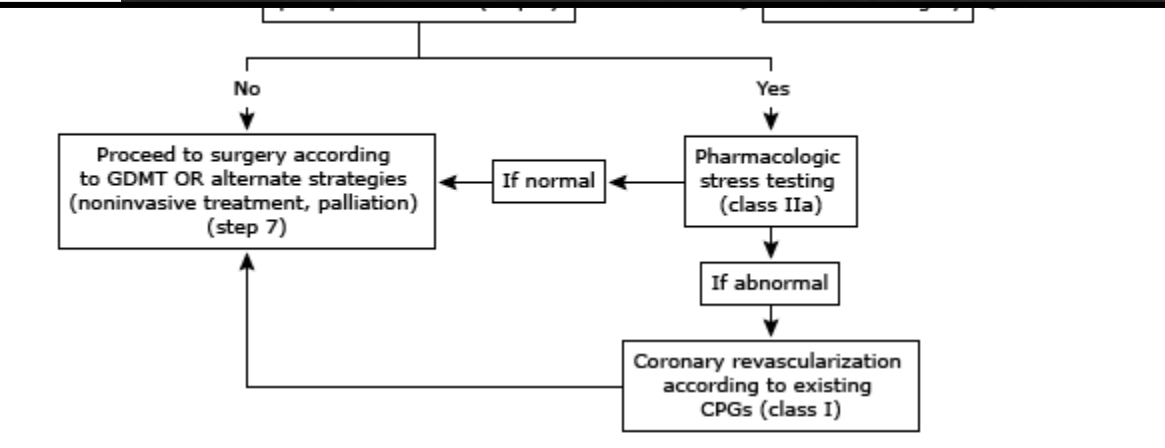 No
Yes
Proceed to surgery according
to GDMT OR alternate strategies
(noninvasive treatment, palliation)
(step 7)
If normal
Pharmacologic
stress testing
(class IIa)
If abnormal
Coronary revascularization
according to existing
CPGs (class I)